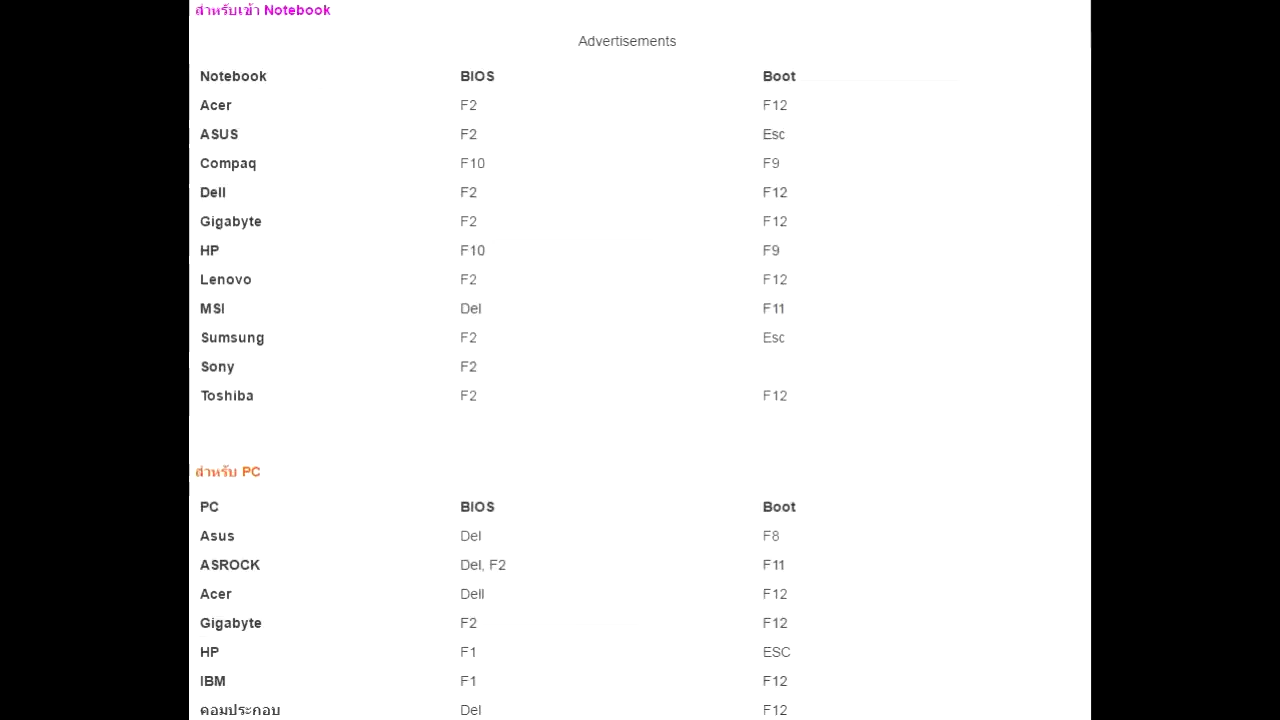 สำหรับเข้า Notebook
Advertisements
Notebook BIOS Boot
Acer F2 F12
ASUS F2 Esc
Compaq F10 F9
Dell F2 F12
Gigabyte F2 F12
HP F10 F9
Lenovo F2 F12
MSI Del F11
Sumsung F2 Esc
Sony F2
Toshiba F2 F12
สำหรับ PC
PC BIOS Boot
Asus Del F8
ASROCK Del, F2 F11
Acer Dell F12
Gigabyte F2 F12
HP F1 ESC
IBM F1 F12
คอมประกอบ Del F12